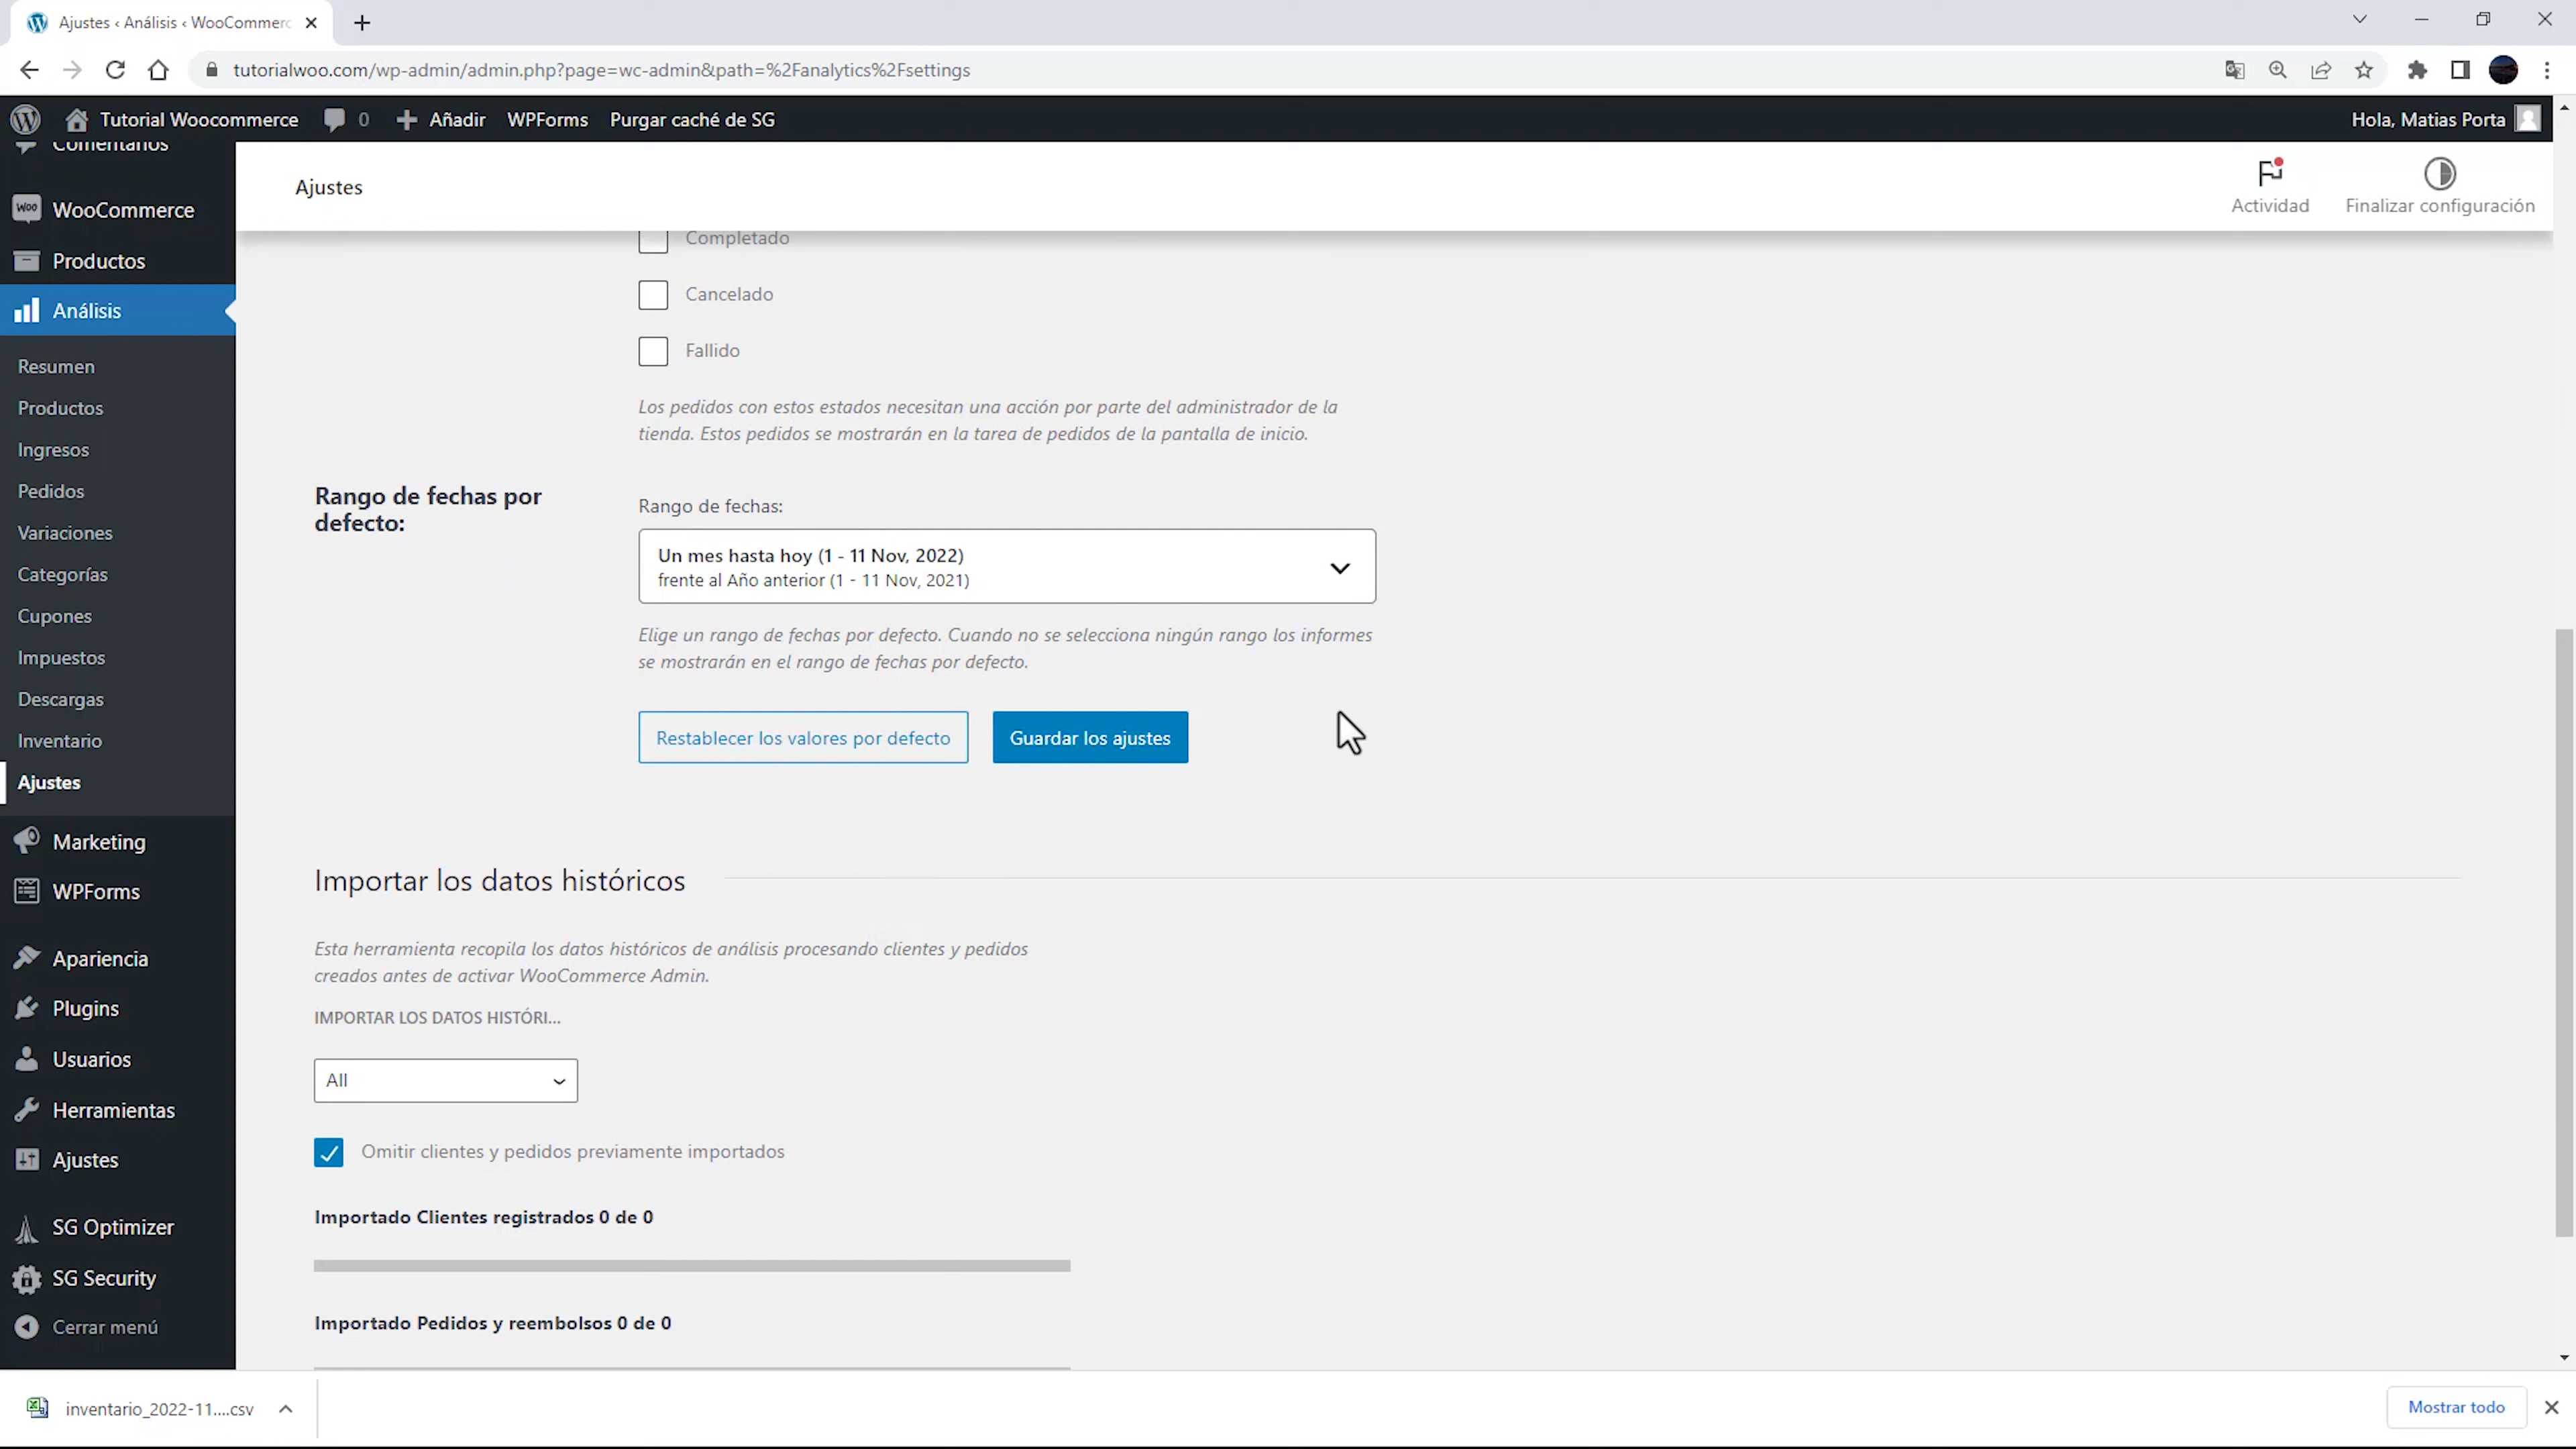 Ajustes ‹ Análisis ‹ WooCommerc
tutorialwoo.com/wp-admin/admin.php?page=wc-admin&path=%2Fanalytics%2Fsettings
Tutorial Woocommerce
0
Añadir
WPForms
Purgar caché de SG
Hola, Matias Porta
Comentarios
WooCommerce
Productos
Análisis
Resumen
Productos
Ingresos
Pedidos
Variaciones
Categorías
Cupones
Impuestos
Descargas
Inventario
Ajustes
Marketing
WPForms
Apariencia
Plugins
Usuarios
Herramientas
Ajustes
SG Optimizer
SG Security
Cerrar menú
Ajustes
Actividad
Finalizar configuración
Completado
Cancelado
Fallido
Los pedidos con estos estados necesitan una acción por parte del administrador de la
tienda. Estos pedidos se mostrarán en la tarea de pedidos de la pantalla de inicio.
Rango de fechas por
defecto:
Rango de fechas:
Un mes hasta hoy (1 - 11 Nov, 2022)
frente al Año anterior (1 - 11 Nov, 2021)
Elige un rango de fechas por defecto. Cuando no se selecciona ningún rango los informes
se mostrarán en el rango de fechas por defecto.
Restablecer los valores por defecto
Guardar los ajustes
Importar los datos históricos
Esta herramienta recopila los datos históricos de análisis procesando clientes y pedidos
creados antes de activar WooCommerce Admin.
IMPORTAR LOS DATOS HISTÓRI...
All
Omitir clientes y pedidos previamente importados
Importado Clientes registrados 0 de 0
Importado Pedidos y reembolsos 0 de 0
inventario_2022-11....csv
Mostrar todo